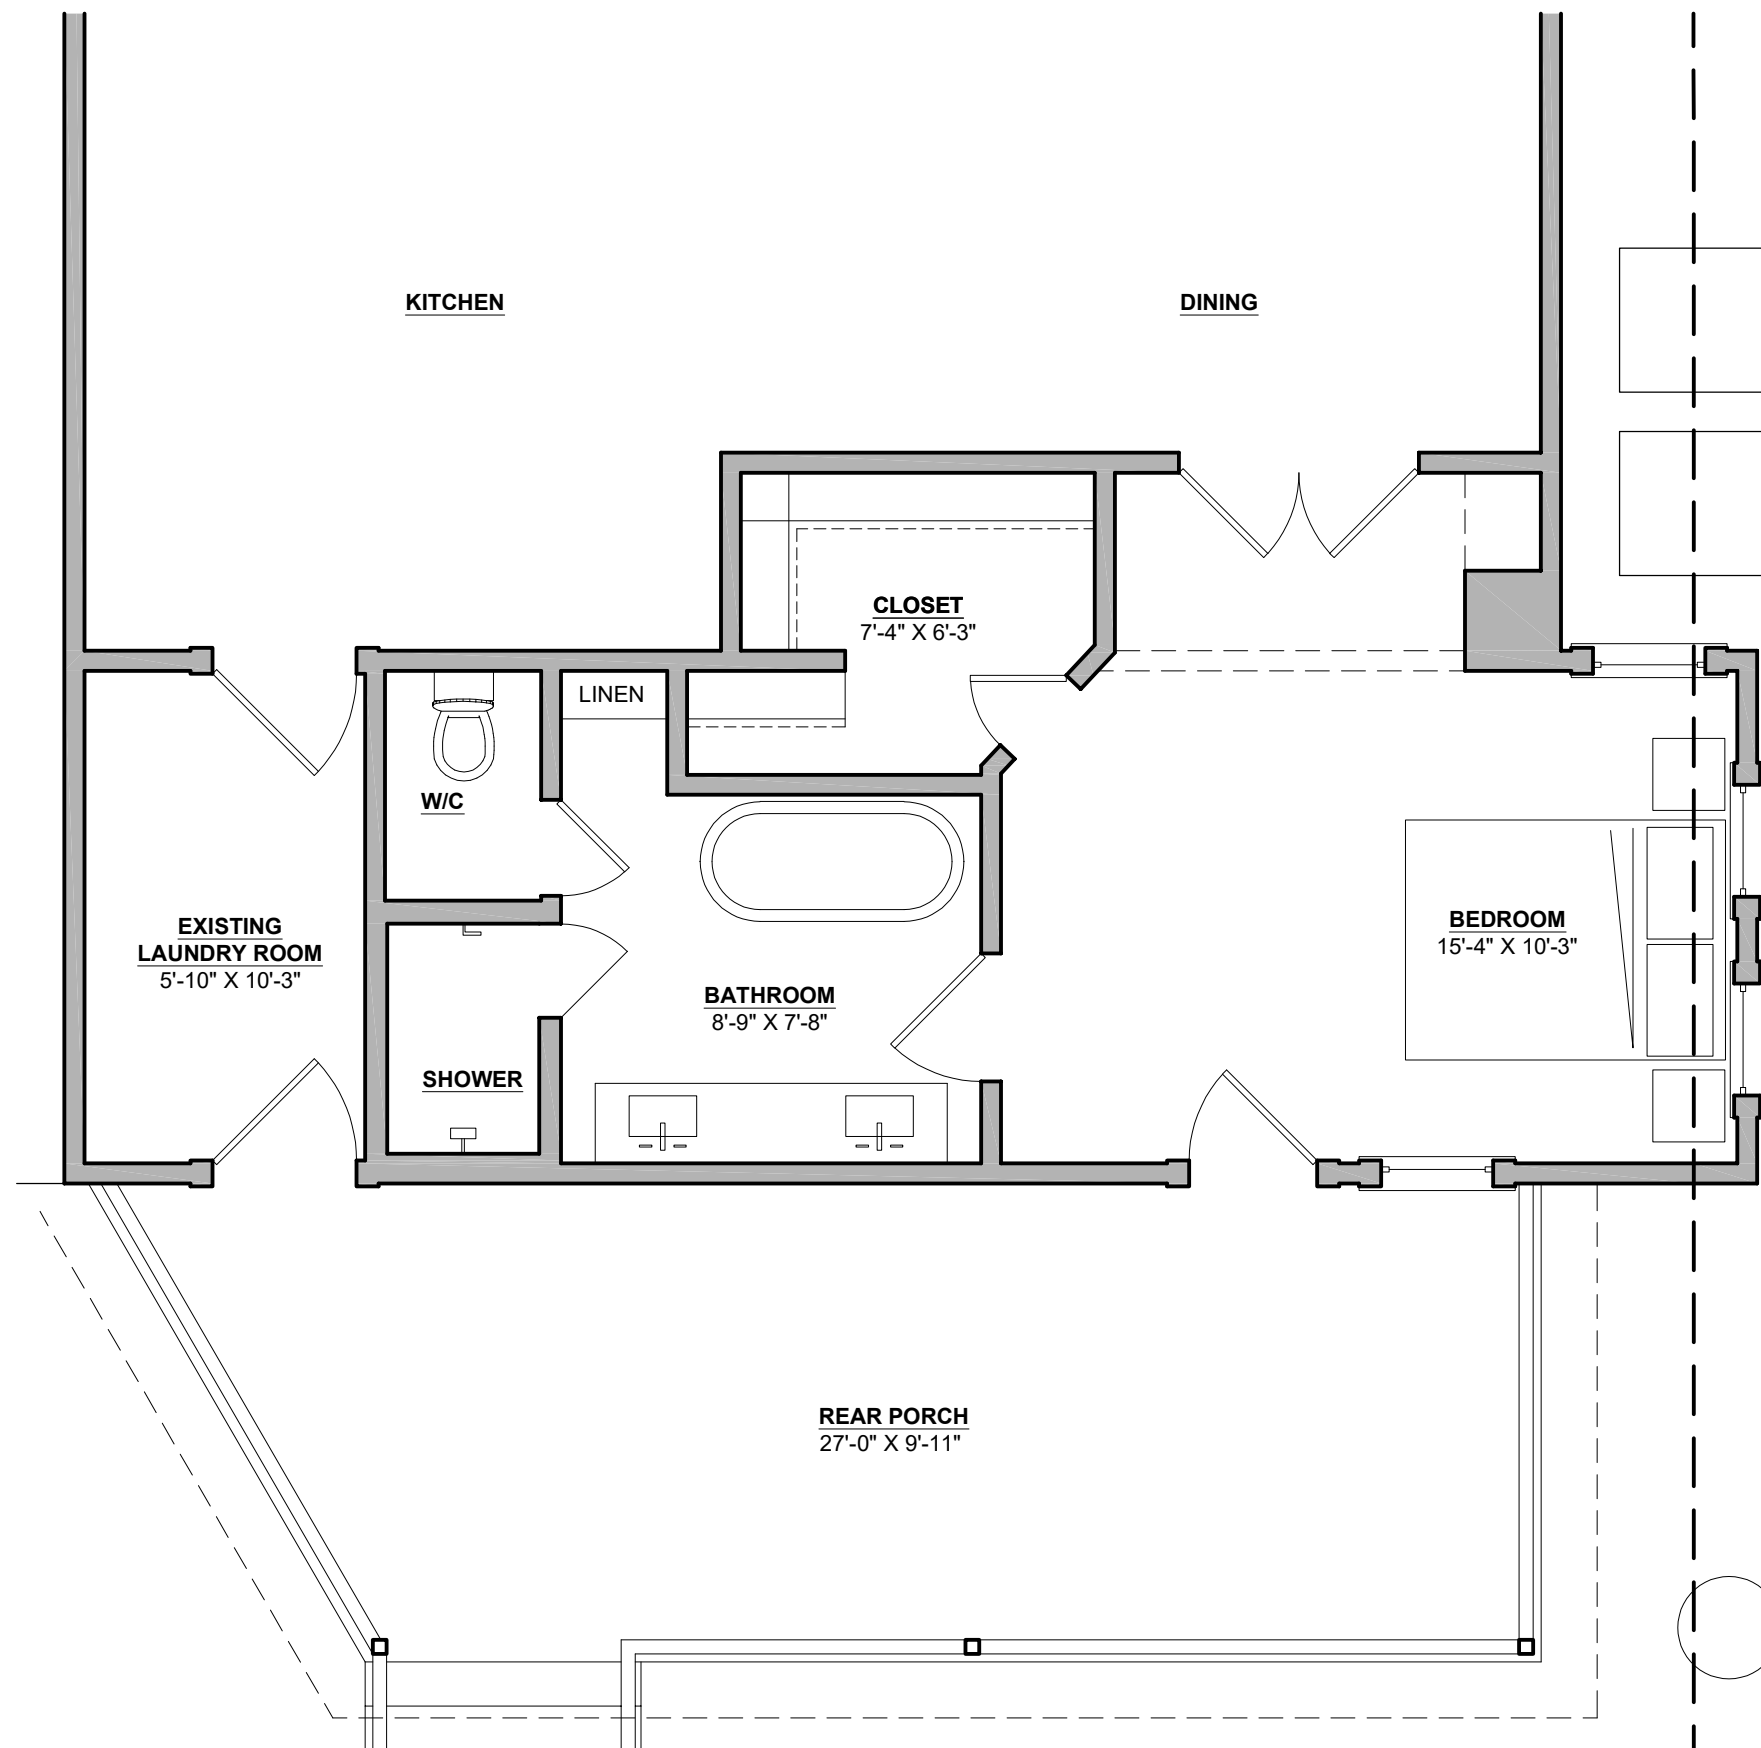 KITCHEN
DINING
CLOSET
7'-4" X 6'-3"
LINEN
W/C
EXISTING
LAUNDRY ROOM
5'-10" X 10'-3"
BEDROOM
15'-4" X 10'-3"
BATHROOM
8'-9" X 7'-8"
SHOWER
REAR PORCH
27'-0" X 9'-11"